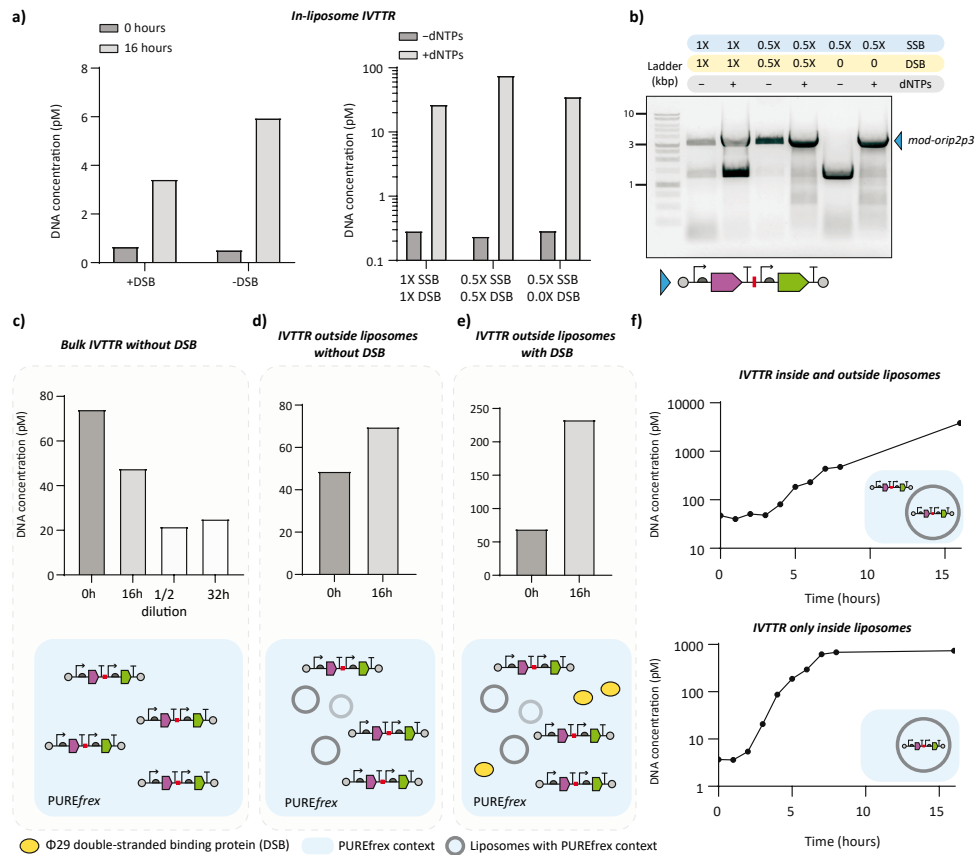 a)
In-liposome IVTTR
0 hours
16 hours
DNA concentration (pM)
8
6
4
2
0
+DSB
-DSB
−dNTPs
+dNTPs
DNA concentration (pM)
100
10
1
0.1
1X SSB 0.5X SSB 0.5X SSB
1X DSB 0.5X DSB 0.0X DSB
b)
1X 1X 0.5X 0.5X 0.5X 0.5X SSB
1X 1X 0.5X 0.5X 0 0 DSB
− + − + − + dNTPs
Ladder
(kbp)
10
3
1
mod-orip2p3
c)
Bulk IVTTR without DSB
DNA concentration (pM)
80
60
40
20
0
0h 16h 1/2 32h
dilution
PUREfrex
d)
IVTTR outside liposomes
without DSB
80
60
40
20
0
0h 16h
PUREfrex
e)
IVTTR outside liposomes
with DSB
250
200
150
100
50
0
0h 16h
PUREfrex
f)
IVTTR inside and outside liposomes
DNA concentration (pM)
10000
1000
100
10
0 5 10 15
Time (hours)
IVTTR only inside liposomes
DNA concentration (pM)
1000
100
10
1
0 5 10 15
Time (hours)
Φ29 double-stranded binding protein (DSB)
PUREfrex context
Liposomes with PUREfrex context